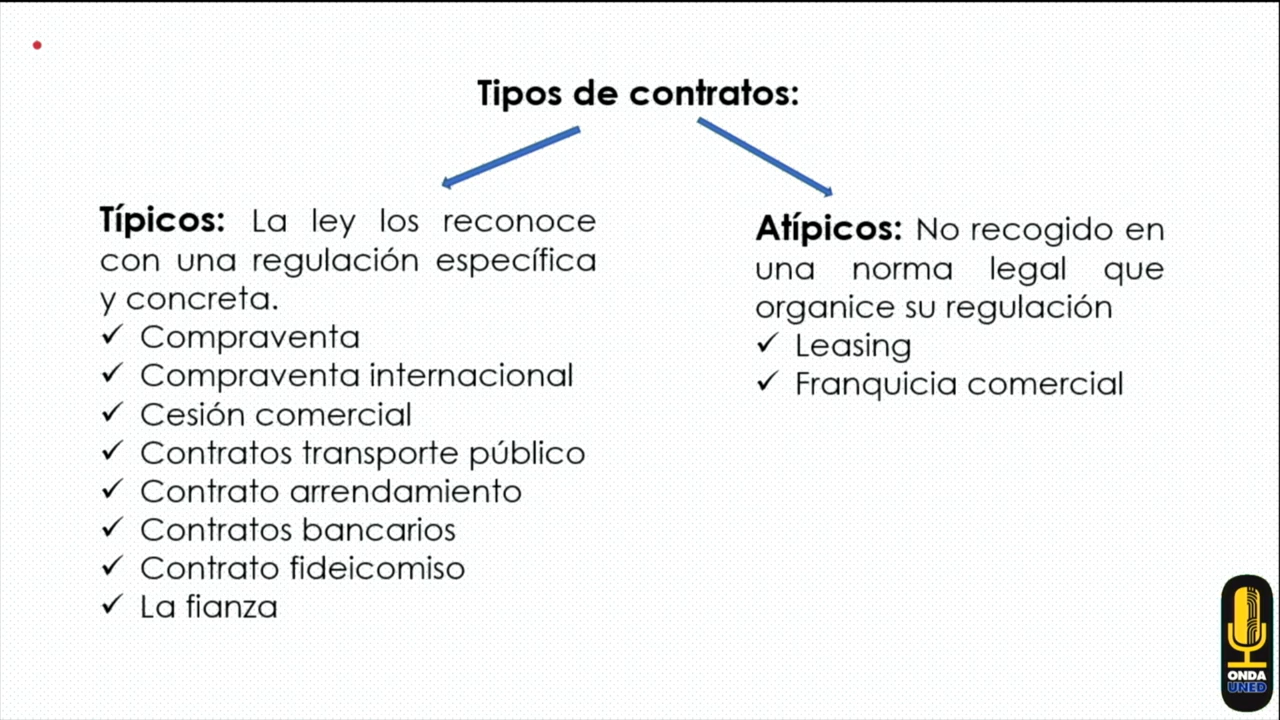 Tipos de contratos:
Típicos: La ley los reconoce
con una regulación específica
y concreta.
✓ Compraventa
✓ Compraventa internacional
✓ Cesión comercial
✓ Contratos transporte público
✓ Contrato arrendamiento
✓ Contratos bancarios
✓ Contrato fideicomiso
✓ La fianza
Atípicos: No recogido en
una norma legal que
organice su regulación
✓ Leasing
✓ Franquicia comercial
ONDA
UNED